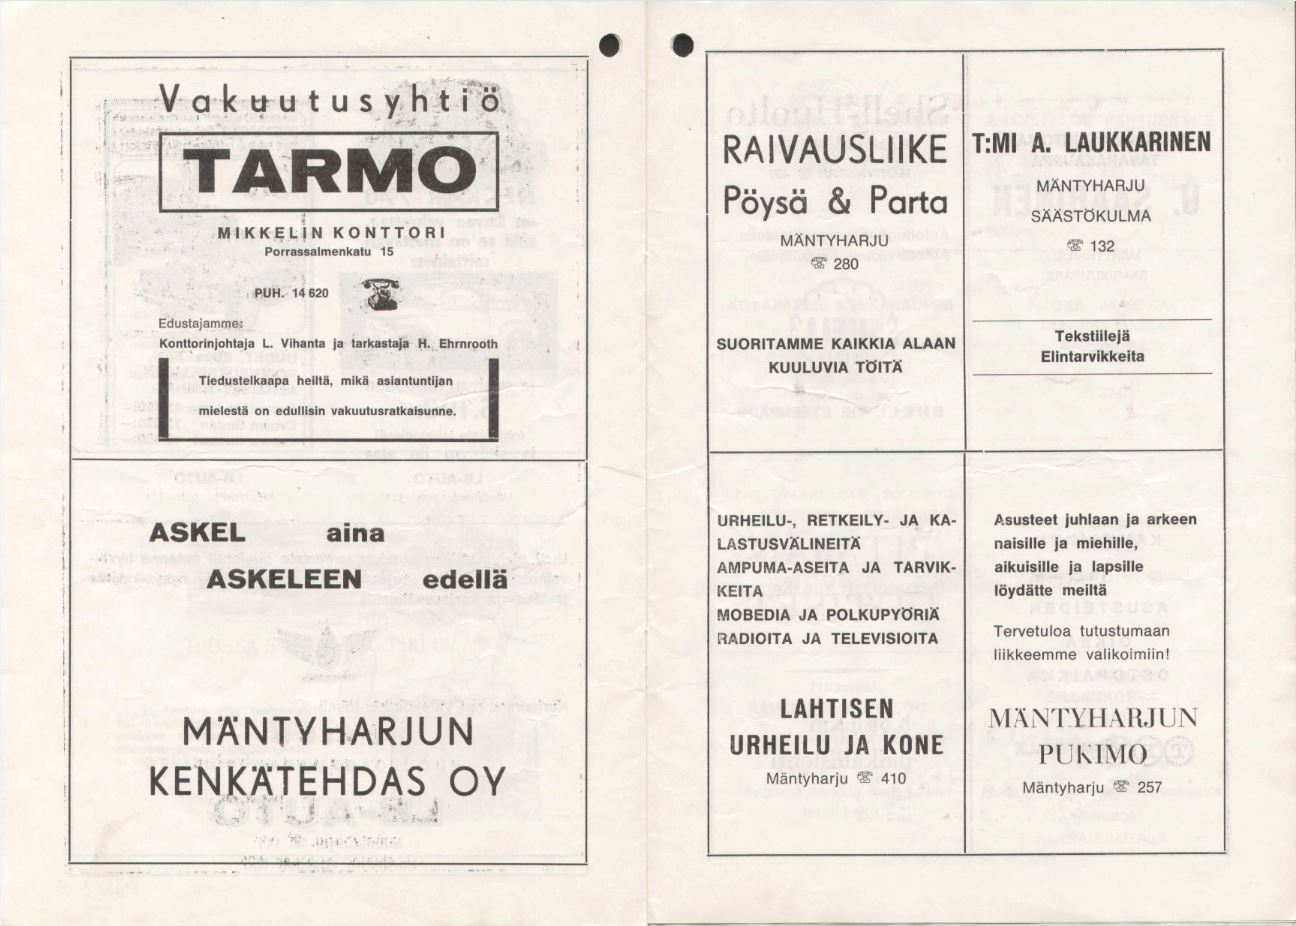 Vakuutusyhtiö
TARMO
MIKKELIN KONTTORI
Porrassalmenkatu 15
PUH. 14 620
Edustajamme:
Konttorinjohtaja L. Vihanta ja tarkastaja H. Ehrnrooth
Tiedustelkaapa heiltä, mikä asiantuntijan
mielestä on edullisin vakuutusratkaisunne.
ASKEL aina
ASKELEEN edellä
MÄNTYHARJUN
KENKÄTEHDAS OY
RAIVAUSLIIKE
Pöysä & Parta
MÄNTYHARJU
☏ 280
SUORITAMME KAIKKIA ALAAN
KUULUVIA TÖITÄ
T:MI A. LAUKKARINEN
MÄNTYHARJU
SÄÄSTÖKULMA
☏ 132
Tekstiilejä
Elintarvikkeita
URHEILU-, RETKEILY- JA KA-
LASTUSVÄLINEITÄ
AMPUMA-ASEITA JA TARVIK-
KEITA
MOBEDIA JA POLKUPYÖRIÄ
RADIOITA JA TELEVISIOITA
LAHTISEN
URHEILU JA KONE
Mäntyharju ☏ 410
Asusteet juhlaan ja arkeen
naisille ja miehille,
aikuisille ja lapsille
löydätte meiltä
Tervetuloa tutustumaan
liikkeemme valikoimiin!
MÄNTYHARJUN
PUKIMO
Mäntyharju ☏ 257